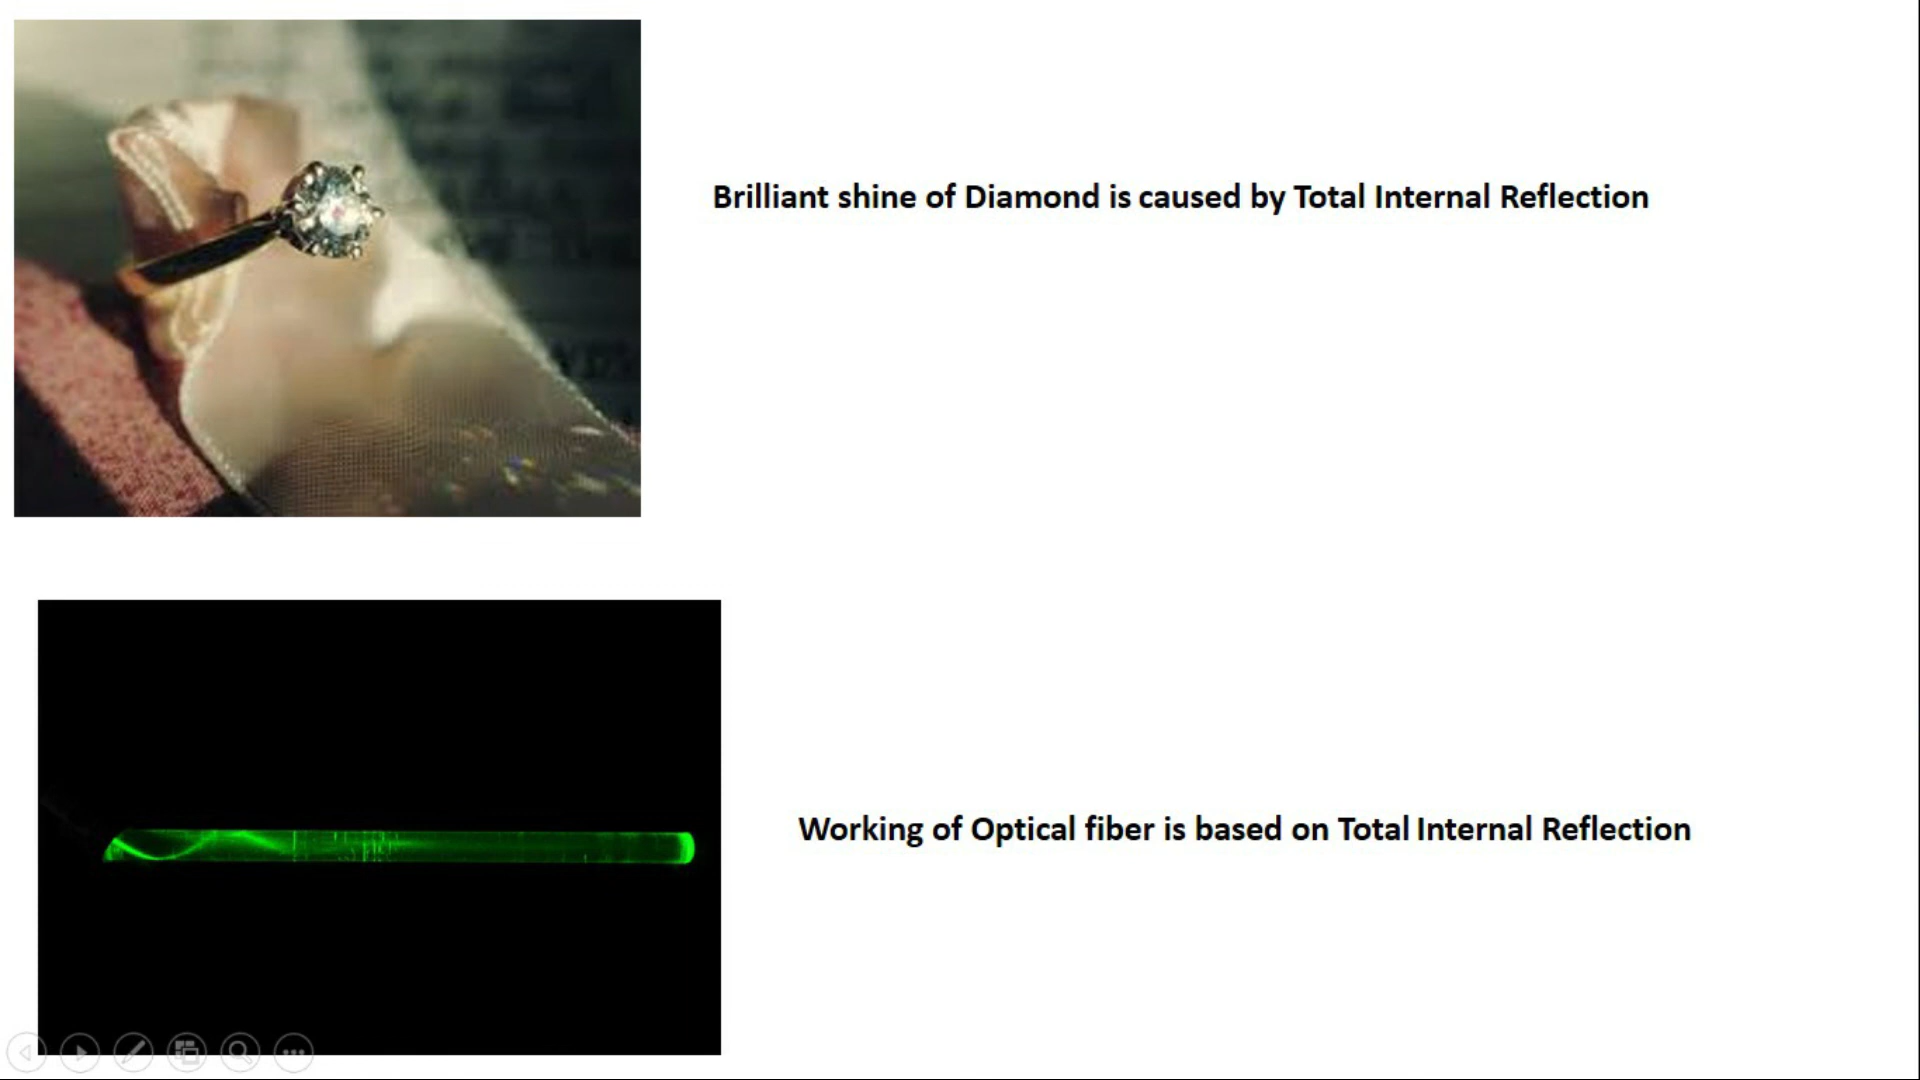 Brilliant shine of Diamond is caused by Total Internal Reflection
Working of Optical fiber is based on Total Internal Reflection